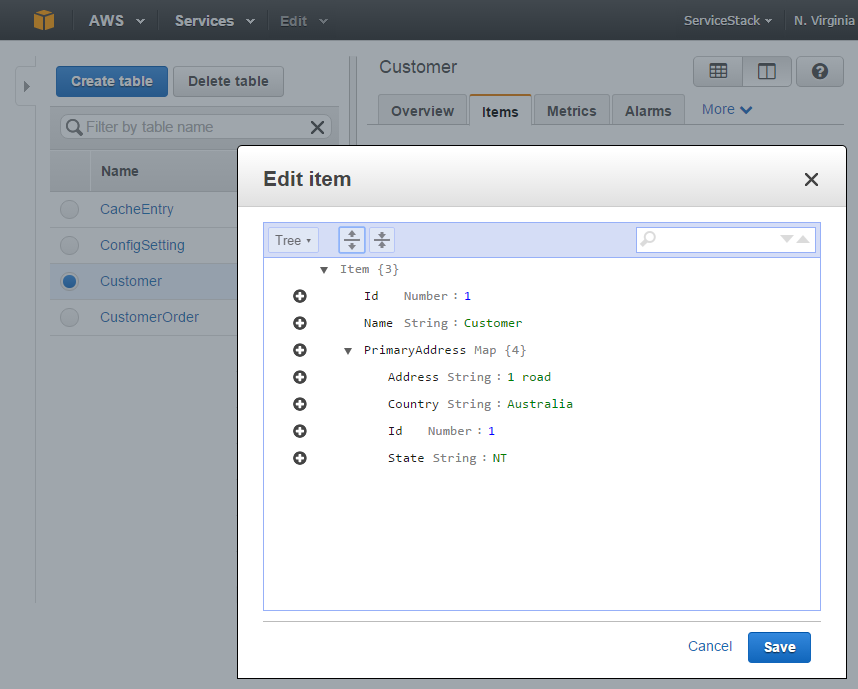 AWS Services Edit ServiceStack N. Virginia
Create table Delete table
Filter by table name
Name
CacheEntry
ConfigSetting
Customer
CustomerOrder
Customer
Overview Items Metrics Alarms More
Edit item
Tree
Item {3}
Id Number : 1
Name String : Customer
PrimaryAddress Map {4}
Address String : 1 road
Country String : Australia
Id Number : 1
State String : NT
Cancel Save